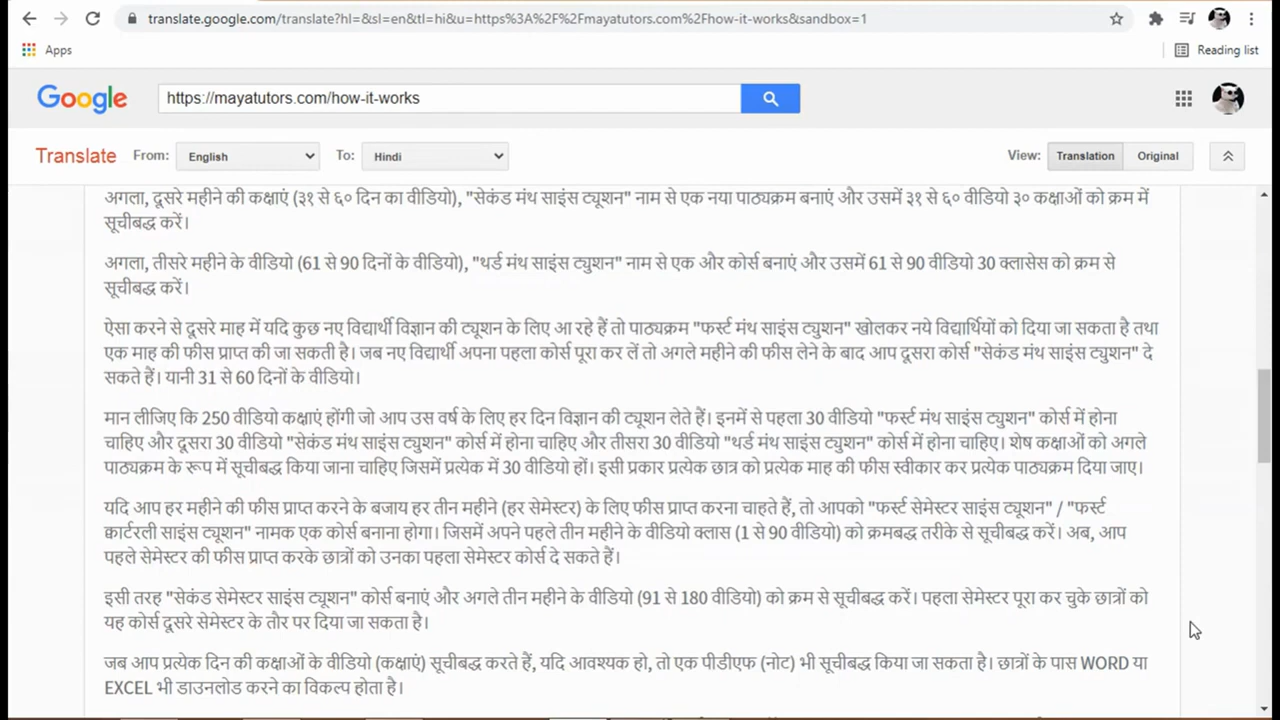 translate.google.com/translate?hl=&sl=en&tl=hi&u=https%3A%2F%2Fmayatutors.com%2Fhow-it-works&sandbox=1
Apps
Reading list
Google
https://mayatutors.com/how-it-works
Translate From: English To: Hindi View: Translation Original
अगला, दूसरे महीने की कक्षाएं (३१ से ६० दिन का वीडियो), "सेकंड मंथ साइंस ट्यूशन" नाम से एक नया पाठ्यक्रम बनाएं और उसमें ३१ से ६० वीडियो ३० कक्षाओं को क्रम में
सूचीबद्ध करें।
अगला, तीसरे महीने के वीडियो (61 से 90 दिनों के वीडियो), "थर्ड मंथ साइंस ट्युशन" नाम से एक और कोर्स बनाएं और उसमें 61 से 90 वीडियो 30 क्लासेस को क्रम से
सूचीबद्ध करें।
ऐसा करने से दूसरे माह में यदि कुछ नए विद्यार्थी विज्ञान की ट्यूशन के लिए आ रहे हैं तो पाठ्यक्रम "फर्स्ट मंथ साइंस ट्युशन" खोलकर नये विद्यार्थियों को दिया जा सकता है तथा
एक माह की फीस प्राप्त की जा सकती है। जब नए विद्यार्थी अपना पहला कोर्स पूरा कर लें तो अगले महीने की फीस लेने के बाद आप दूसरा कोर्स "सेकंड मंथ साइंस ट्युशन" दे
सकते हैं। यानी 31 से 60 दिनों के वीडियो।
मान लीजिए कि 250 वीडियो कक्षाएं होंगी जो आप उस वर्ष के लिए हर दिन विज्ञान की ट्यूशन लेते हैं। इनमें से पहला 30 वीडियो "फर्स्ट मंथ साइंस ट्युशन" कोर्स में होना
चाहिए और दूसरा 30 वीडियो "सेकंड मंथ साइंस ट्युशन" कोर्स में होना चाहिए और तीसरा 30 वीडियो "थर्ड मंथ साइंस ट्युशन" कोर्स में होना चाहिए। शेष कक्षाओं को अगले
पाठ्यक्रम के रूप में सूचीबद्ध किया जाना चाहिए जिसमें प्रत्येक में 30 वीडियो हों। इसी प्रकार प्रत्येक छात्र को प्रत्येक माह की फीस स्वीकार कर प्रत्येक पाठ्यक्रम दिया जाए।
यदि आप हर महीने की फीस प्राप्त करने के बजाय हर तीन महीने (हर सेमेस्टर) के लिए फीस प्राप्त करना चाहते हैं, तो आपको "फर्स्ट सेमेस्टर साइंस ट्यूशन" / "फर्स्ट
क्वार्टरली साइंस ट्यूशन" नामक एक कोर्स बनाना होगा। जिसमें अपने पहले तीन महीने के वीडियो क्लास (1 से 90 वीडियो) को क्रमबद्ध तरीके से सूचीबद्ध करें। अब, आप
पहले सेमेस्टर की फीस प्राप्त करके छात्रों को उनका पहला सेमेस्टर कोर्स दे सकते हैं।
इसी तरह "सेकंड सेमेस्टर साइंस ट्यूशन" कोर्स बनाएं और अगले तीन महीने के वीडियो (91 से 180 वीडियो) को क्रम से सूचीबद्ध करें। पहला सेमेस्टर पूरा कर चुके छात्रों को
यह कोर्स दूसरे सेमेस्टर के तौर पर दिया जा सकता है।
जब आप प्रत्येक दिन की कक्षाओं के वीडियो (कक्षाएं) सूचीबद्ध करते हैं, यदि आवश्यक हो, तो एक पीडीएफ (नोट) भी सूचीबद्ध किया जा सकता है। छात्रों के पास WORD या
EXCEL भी डाउनलोड करने का विकल्प होता है।